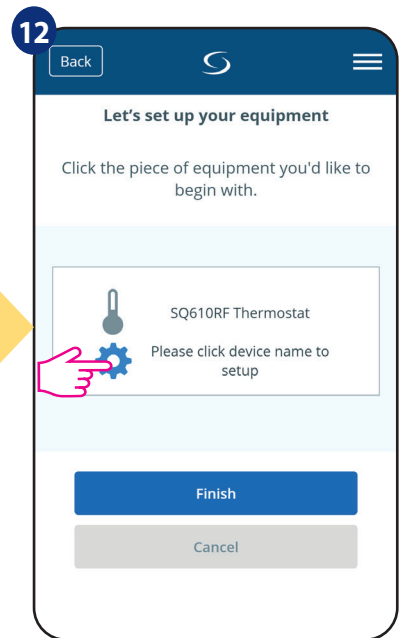 12
Back
Let’s set up your equipment
Click the piece of equipment you'd like to
begin with.
SQ610RF Thermostat
Please click device name to
setup
Finish
Cancel